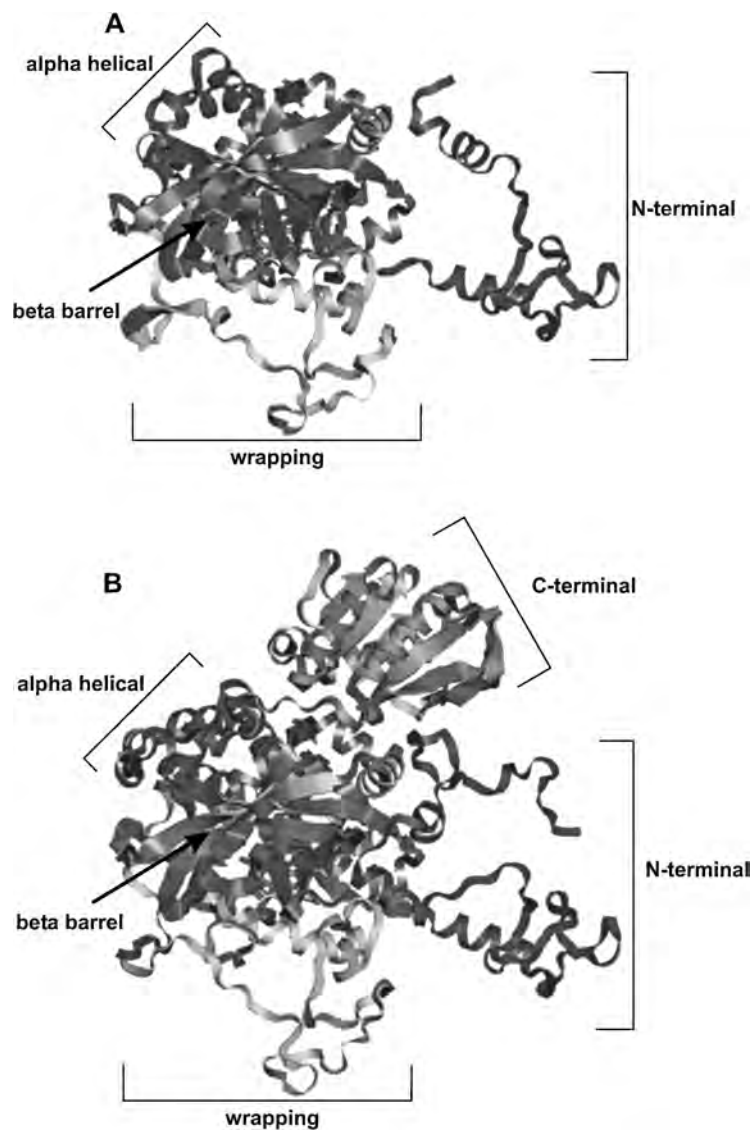 A
alpha helical
N-terminal
beta barrel
wrapping
B
C-terminal
alpha helical
N-terminal
beta barrel
wrapping